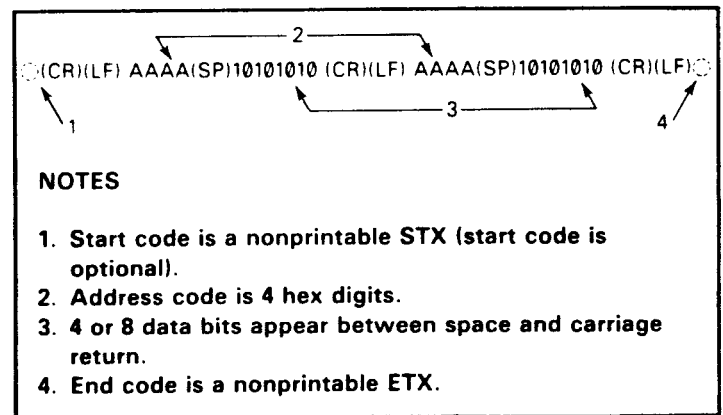 2
(CR)(LF) AAAA(SP)10101010 (CR)(LF) AAAA(SP)10101010 (CR)(LF)
1 3 4
NOTES
1. Start code is a nonprintable STX (start code is
optional).
2. Address code is 4 hex digits.
3. 4 or 8 data bits appear between space and carriage
return.
4. End code is a nonprintable ETX.